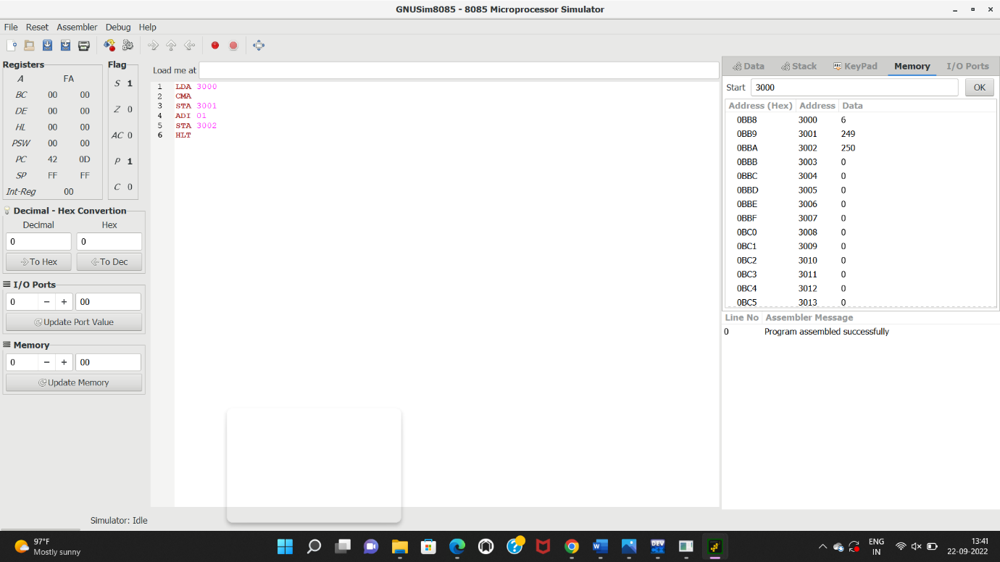 GNUSim8085 - 8085 Microprocessor Simulator
File Reset Assembler Debug Help
Registers
A FA
BC 00 00
DE 00 00
HL 00 00
PSW 00 00
PC 42 0D
SP FF FF
Int-Reg 00
Flag
S 1
Z 0
AC 0
P 1
C 0
Decimal - Hex Convertion
Decimal Hex
0 0
To Hex To Dec
I/O Ports
0 − + 00
Update Port Value
Memory
0 − + 00
Update Memory
Load me at
1 LDA 3000
2 CMA
3 STA 3001
4 ADI 01
5 STA 3002
6 HLT
Data Stack KeyPad Memory I/O Ports
Start 3000 OK
Address (Hex) Address Data
0BB8 3000 6
0BB9 3001 249
0BBA 3002 250
0BBB 3003 0
0BBC 3004 0
0BBD 3005 0
0BBE 3006 0
0BBF 3007 0
0BC0 3008 0
0BC1 3009 0
0BC2 3010 0
0BC3 3011 0
0BC4 3012 0
0BC5 3013 0
Line No Assembler Message
0 Program assembled successfully
Simulator: Idle
97°F
Mostly sunny
DEV
ENG
IN
13:41
22-09-2022